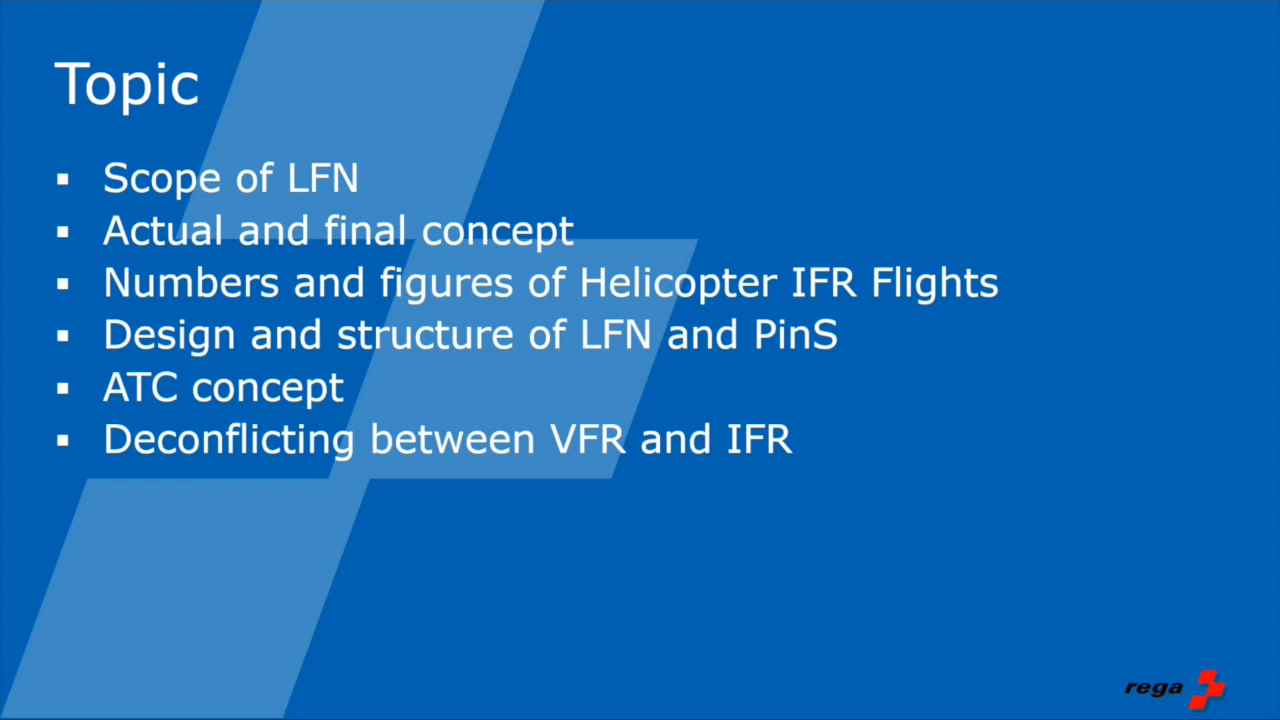 Topic
▪ Scope of LFN
▪ Actual and final concept
▪ Numbers and figures of Helicopter IFR Flights
▪ Design and structure of LFN and PinS
▪ ATC concept
▪ Deconflicting between VFR and IFR
rega